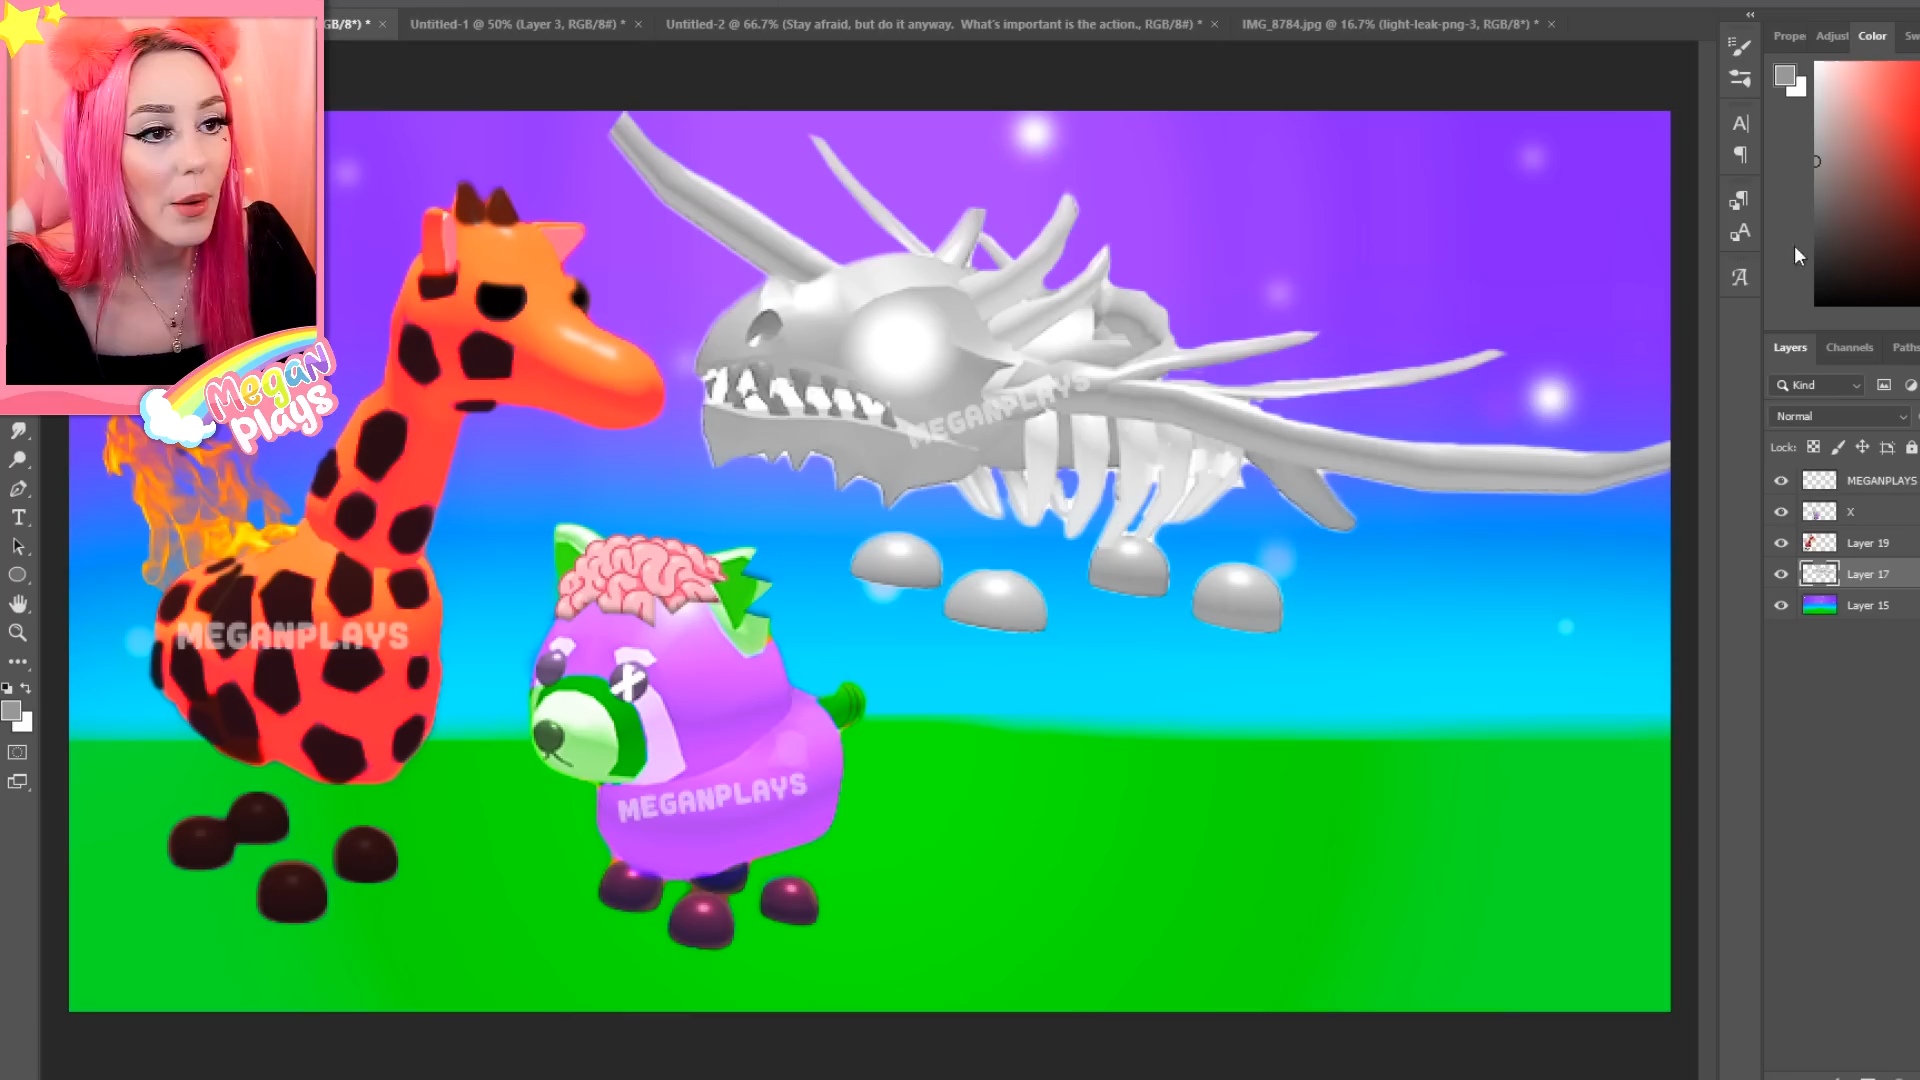 GB/8*) * ×
Untitled-1 @ 50% (Layer 3, RGB/8#) * ×
Untitled-2 @ 66.7% (Stay afraid, but do it anyway. What's important is the action., RGB/8#) * ×
IMG_8784.jpg @ 16.7% (light-leak-png-3, RGB/8*) * ×
Prope Adjust Color Sw
Megan
Plays
MEGANPLAYS
MEGANPLAYS
MEGANPLAYS
Layers Channels Paths
Kind
Normal
Lock:
MEGANPLAYS
X
Layer 19
Layer 17
Layer 15